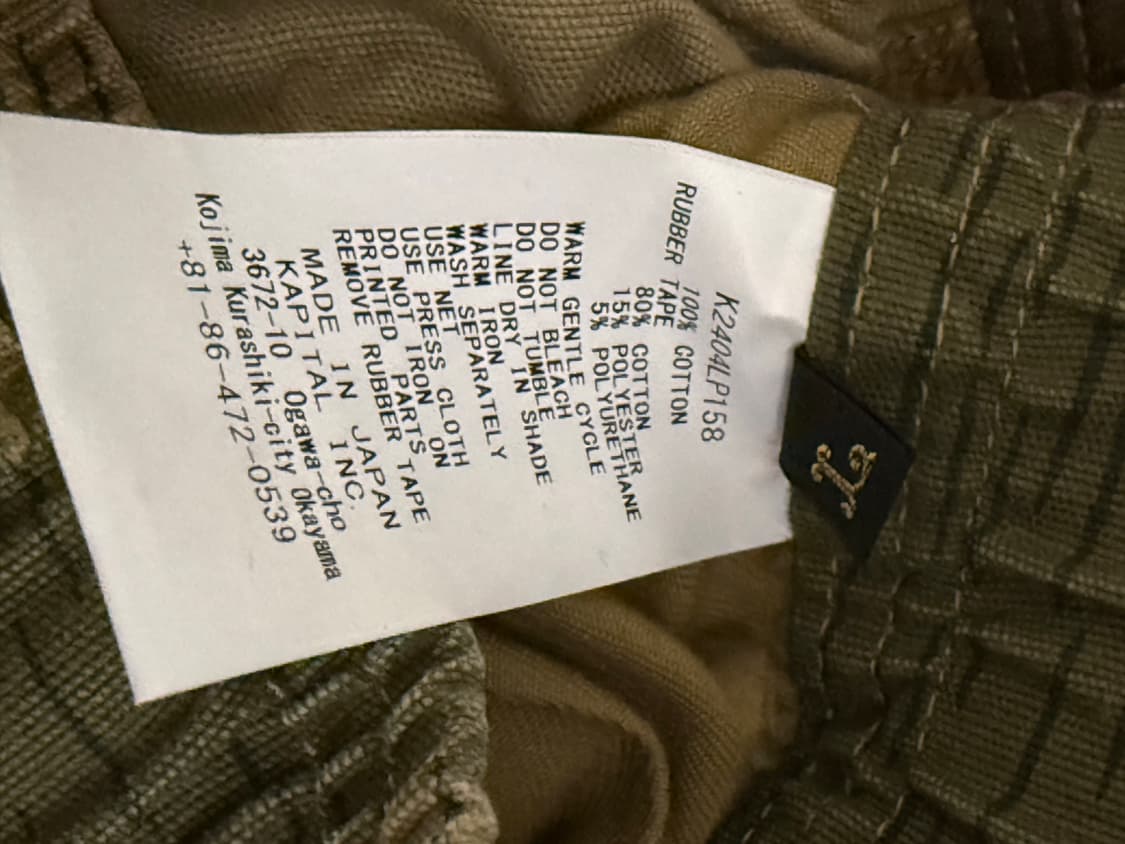 K2404LP158
100% COTTON
RUBBER TAPE
80% COTTON
15% POLYESTER
5% POLYURETHANE
WARM GENTLE CYCLE
DO NOT BLEACH
DO NOT TUMBLE
LINE DRY IN SHADE
WARM IRON
WASH SEPARATELY
USE NET
USE PRESS CLOTH
DO NOT IRON ON
PRINTED PARTS
REMOVE RUBBER TAPE
MADE IN JAPAN
KAPITAL INC.
3672-10 Ogawa-cho
Kojima Kurashiki-city Okayama
+81-86-472-0539
L